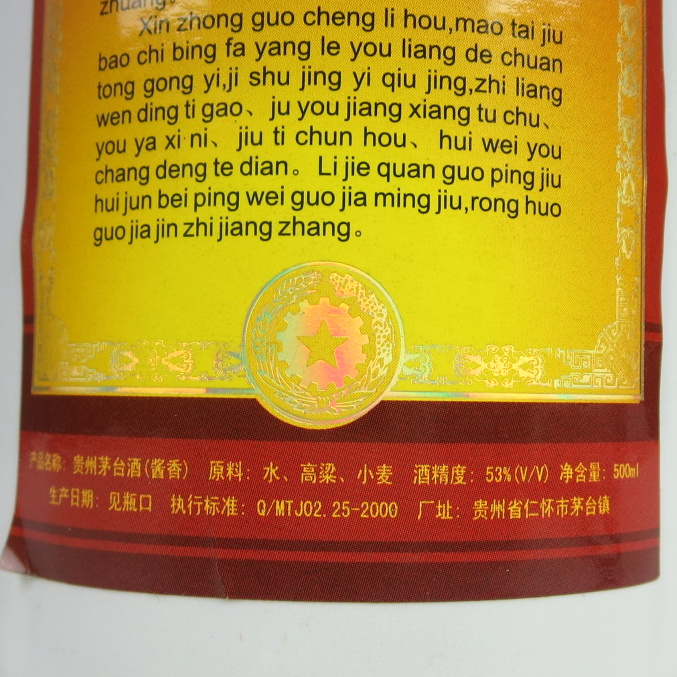 zhuang。
Xin zhong guo cheng li hou,mao tai jiu
bao chi bing fa yang le you liang de chuan
tong gong yi,ji shu jing yi qiu jing,zhi liang
wen ding ti gao、ju you jiang xiang tu chu、
you ya xi ni、jiu ti chun hou、hui wei you
chang deng te dian。Li jie quan guo ping jiu
hui jun bei ping wei guo jia ming jiu,rong huo
guo jia jin zhi jiang zhang。
产品名称: 贵州茅台酒(酱香) 原料: 水、高粱、小麦 酒精度: 53%(V/V) 净含量: 500ml
生产日期: 见瓶口 执行标准: Q/MTJ02.25-2000 厂址: 贵州省仁怀市茅台镇